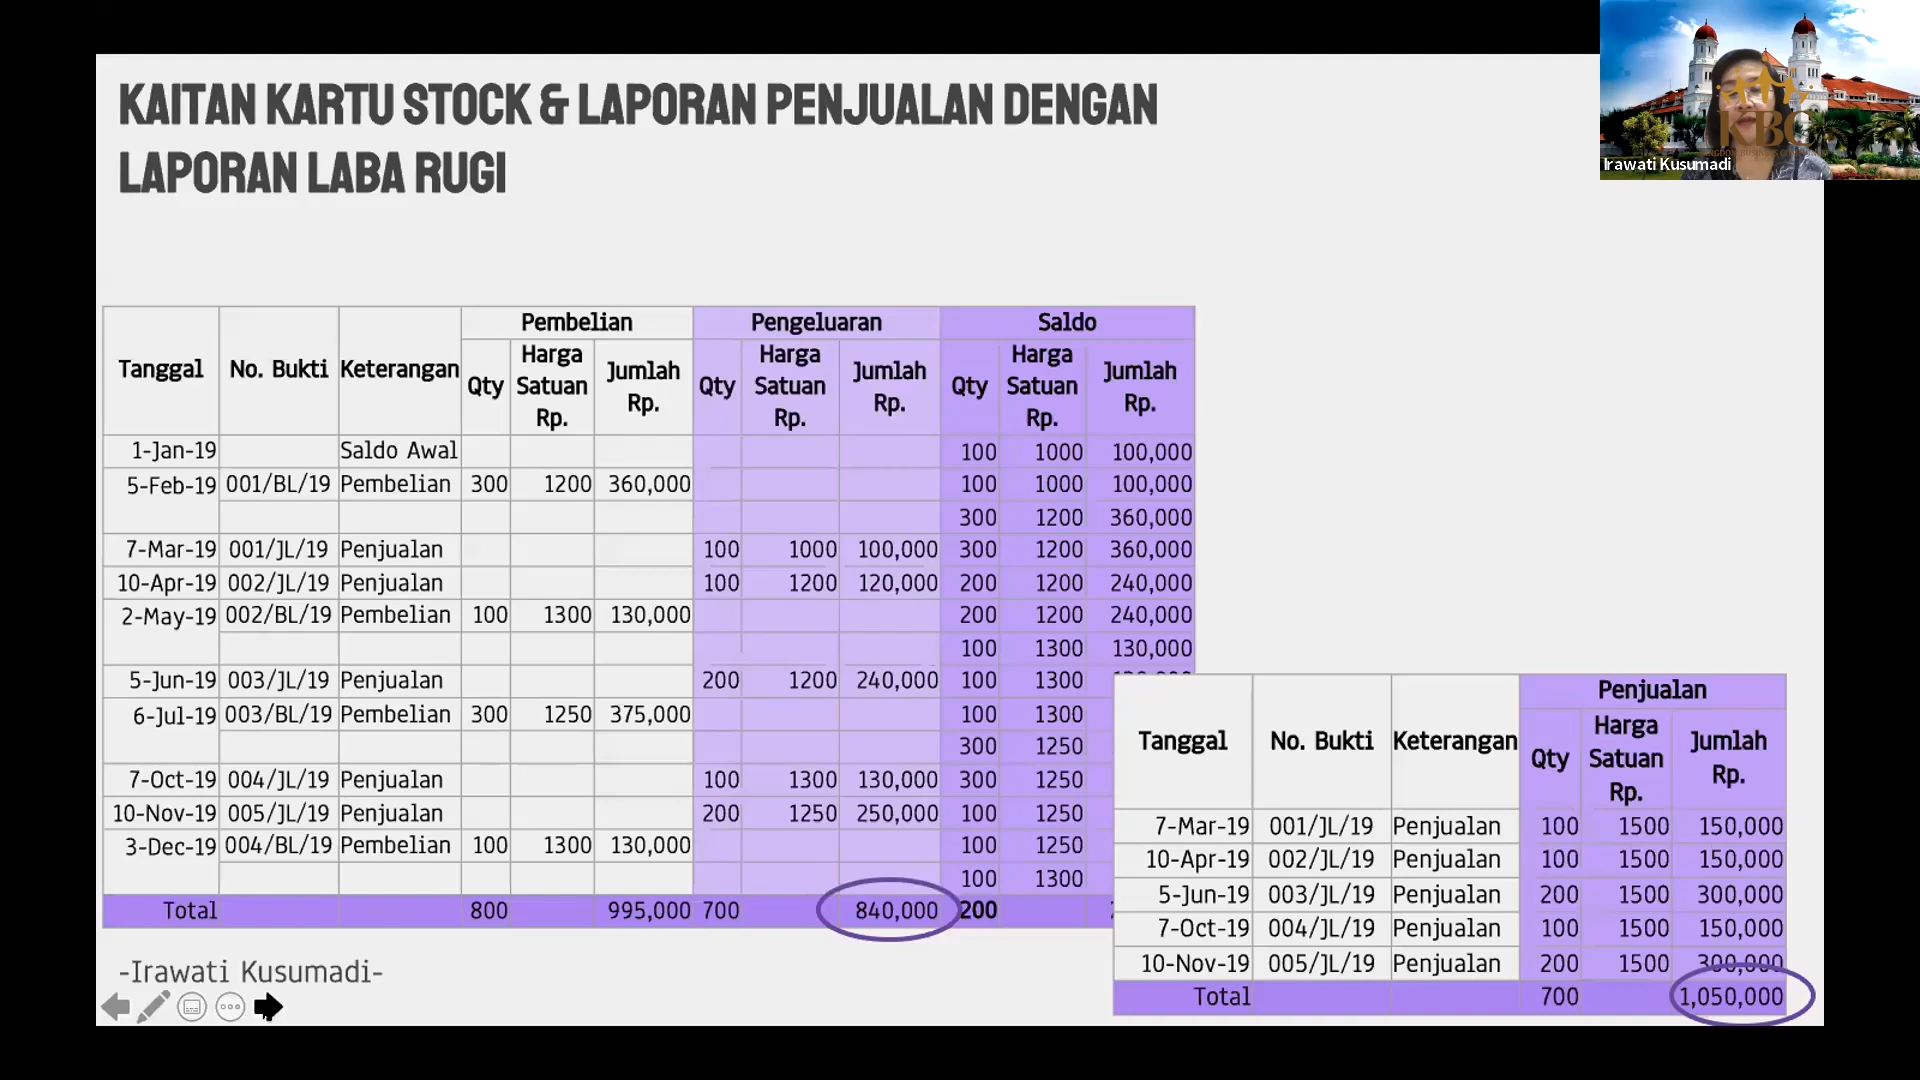 KAITAN KARTU STOCK & LAPORAN PENJUALAN DENGAN
LAPORAN LABA RUGI
KBC
Irawati Kusumadi
Tanggal No. Bukti Keterangan Pembelian Pengeluaran Saldo
Qty Harga Satuan Rp. Jumlah Rp. Qty Harga Satuan Rp. Jumlah Rp. Qty Harga Satuan Rp. Jumlah Rp.
1-Jan-19 Saldo Awal 100 1000 100,000
5-Feb-19 001/BL/19 Pembelian 300 1200 360,000 100 1000 100,000
300 1200 360,000
7-Mar-19 001/JL/19 Penjualan 100 1000 100,000 300 1200 360,000
10-Apr-19 002/JL/19 Penjualan 100 1200 120,000 200 1200 240,000
2-May-19 002/BL/19 Pembelian 100 1300 130,000 200 1200 240,000
100 1300 130,000
5-Jun-19 003/JL/19 Penjualan 200 1200 240,000 100 1300
6-Jul-19 003/BL/19 Pembelian 300 1250 375,000 100 1300
300 1250
7-Oct-19 004/JL/19 Penjualan 100 1300 130,000 300 1250
10-Nov-19 005/JL/19 Penjualan 200 1250 250,000 100 1250
3-Dec-19 004/BL/19 Pembelian 100 1300 130,000 100 1250
100 1300
Total 800 995,000 700 840,000 200
Tanggal No. Bukti Keterangan Penjualan
Qty Harga Satuan Rp. Jumlah Rp.
7-Mar-19 001/JL/19 Penjualan 100 1500 150,000
10-Apr-19 002/JL/19 Penjualan 100 1500 150,000
5-Jun-19 003/JL/19 Penjualan 200 1500 300,000
7-Oct-19 004/JL/19 Penjualan 100 1500 150,000
10-Nov-19 005/JL/19 Penjualan 200 1500 300,000
Total 700 1,050,000
-Irawati Kusumadi-